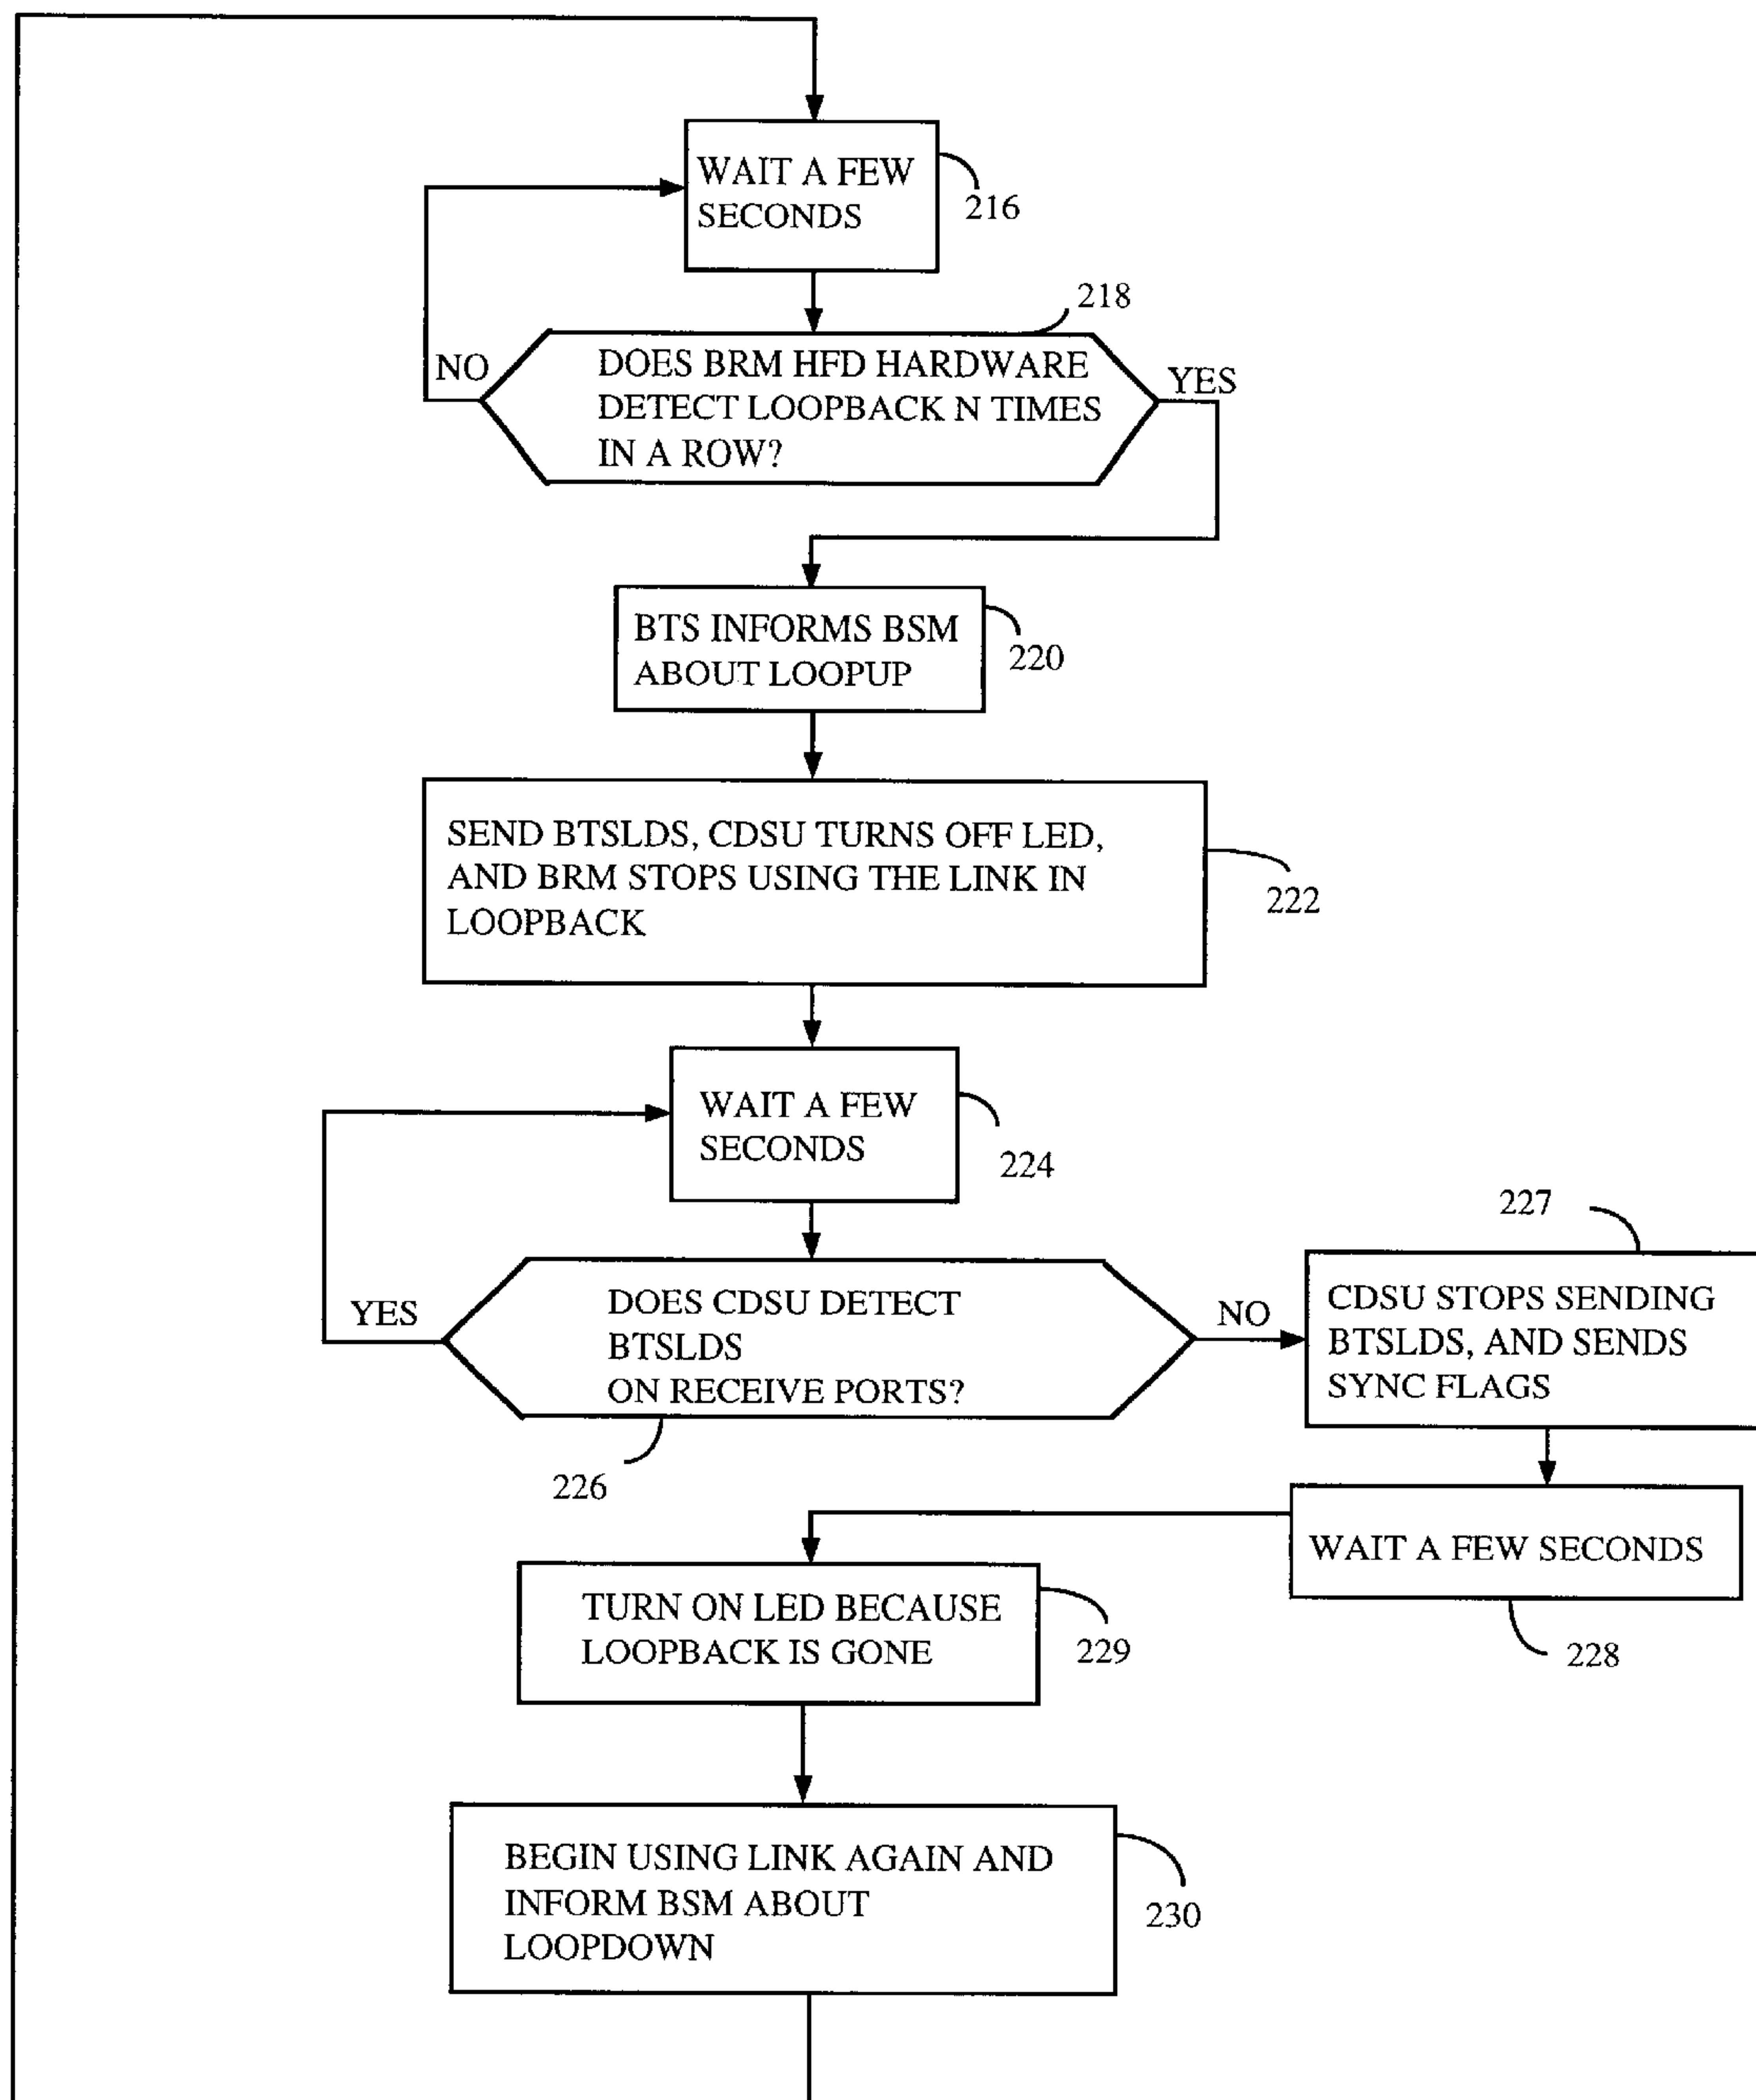 WAIT A FEW
SECONDS
216
218
NO
DOES BRM HFD HARDWARE
DETECT LOOPBACK N TIMES
IN A ROW?
YES
BTS INFORMS BSM
ABOUT LOOPUP
220
SEND BTSLDS, CDSU TURNS OFF LED,
AND BRM STOPS USING THE LINK IN
LOOPBACK
222
WAIT A FEW
SECONDS
224
YES
DOES CDSU DETECT
BTSLDS
ON RECEIVE PORTS?
226
NO
227
CDSU STOPS SENDING
BTSLDS, AND SENDS
SYNC FLAGS
WAIT A FEW SECONDS
228
TURN ON LED BECAUSE
LOOPBACK IS GONE
229
BEGIN USING LINK AGAIN AND
INFORM BSM ABOUT
LOOPDOWN
230